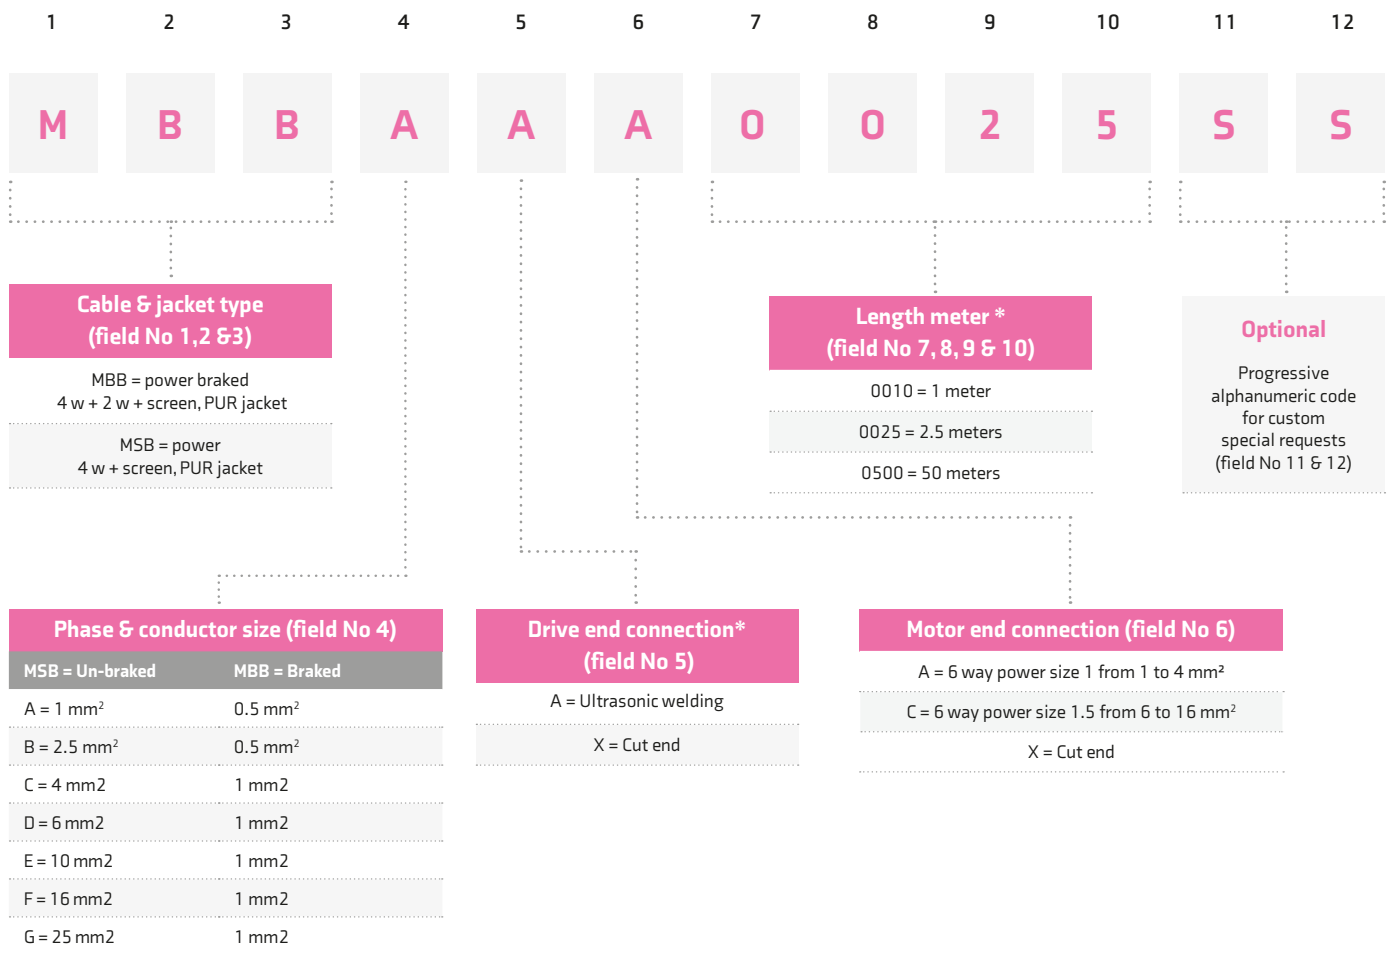 1 2 3 4 5 6 7 8 9 10 11 12
M B B A A A 0 0 2 5 S S
Cable & jacket type
(field No 1,2 &3)
MBB = power braked
4 w + 2 w + screen, PUR jacket
MSB = power
4 w + screen, PUR jacket
Length meter *
(field No 7, 8, 9 & 10)
0010 = 1 meter
0025 = 2.5 meters
0500 = 50 meters
Optional
Progressive
alphanumeric code
for custom
special requests
(field No 11 & 12)
Phase & conductor size (field No 4)
MSB = Un-braked MBB = Braked
A = 1 mm² 0.5 mm²
B = 2.5 mm² 0.5 mm²
C = 4 mm2 1 mm2
D = 6 mm2 1 mm2
E = 10 mm2 1 mm2
F = 16 mm2 1 mm2
G = 25 mm2 1 mm2
Drive end connection*
(field No 5)
A = Ultrasonic welding
X = Cut end
Motor end connection (field No 6)
A = 6 way power size 1 from 1 to 4 mm²
C = 6 way power size 1.5 from 6 to 16 mm²
X = Cut end